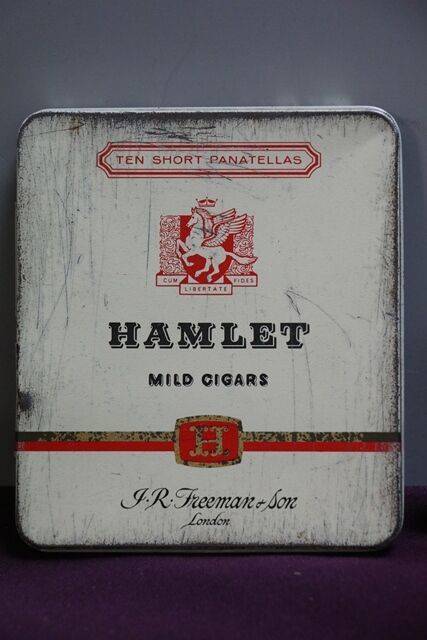 TEN SHORT PANATELLAS
CUM FIDES
LIBERTATE
HAMLET
MILD CIGARS
H
J·R·Freeman & Son
London